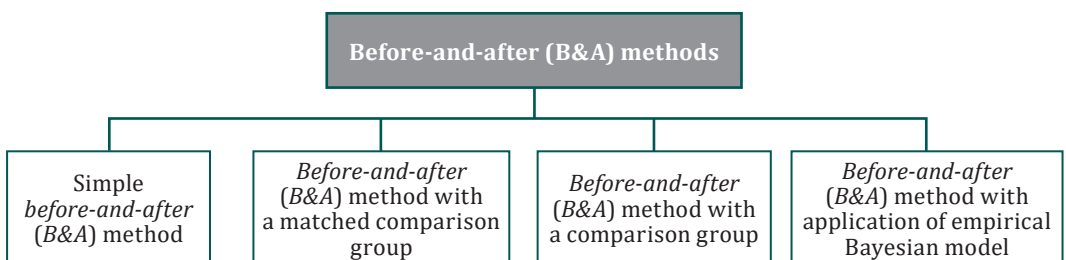 Before-and-after (B&A) methods
Simple
before-and-after
(B&A) method
Before-and-after
(B&A) method with
a matched comparison
group
Before-and-after
(B&A) method with
a comparison group
Before-and-after
(B&A) method with
application of empirical
Bayesian model